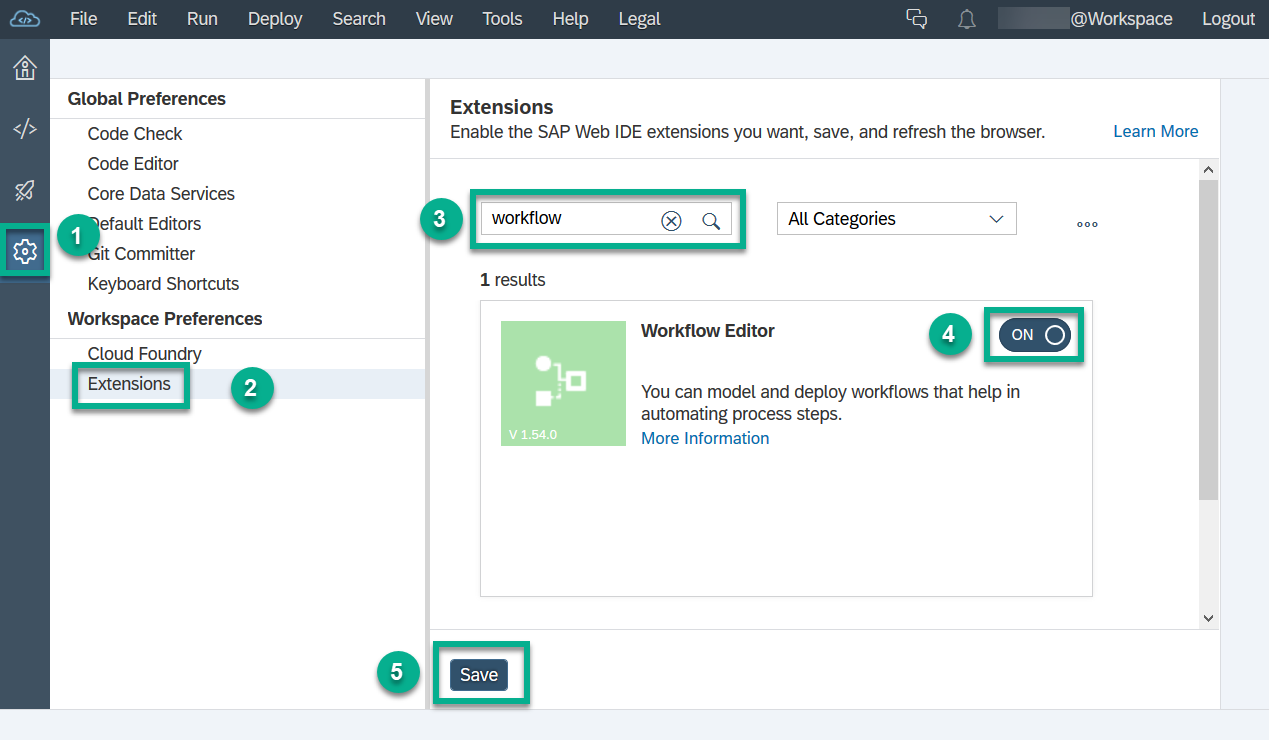 File Edit Run Deploy Search View Tools Help Legal @Workspace Logout
Global Preferences
Code Check
Code Editor
Core Data Services
Default Editors
Git Committer
Keyboard Shortcuts
Workspace Preferences
Cloud Foundry
Extensions
1
2
Extensions
Enable the SAP Web IDE extensions you want, save, and refresh the browser.
Learn More
3
workflow
All Categories
1 results
Workflow Editor
4
ON
You can model and deploy workflows that help in
automating process steps.
More Information
V 1.54.0
5
Save